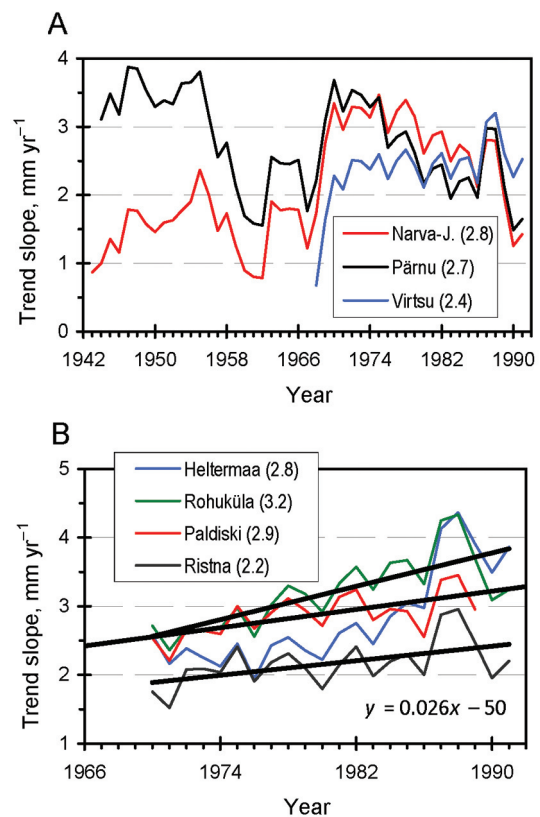 A
Trend slope, mm yr⁻¹
4
3
2
1
0
Narva-J. (2.8)
Pärnu (2.7)
Virtsu (2.4)
1942 1950 1958 1966 1974 1982 1990
Year
B
Trend slope, mm yr⁻¹
5
4
3
2
1
Heltermaa (2.8)
Rohuküla (3.2)
Paldiski (2.9)
Ristna (2.2)
y = 0.026x − 50
1966 1974 1982 1990
Year